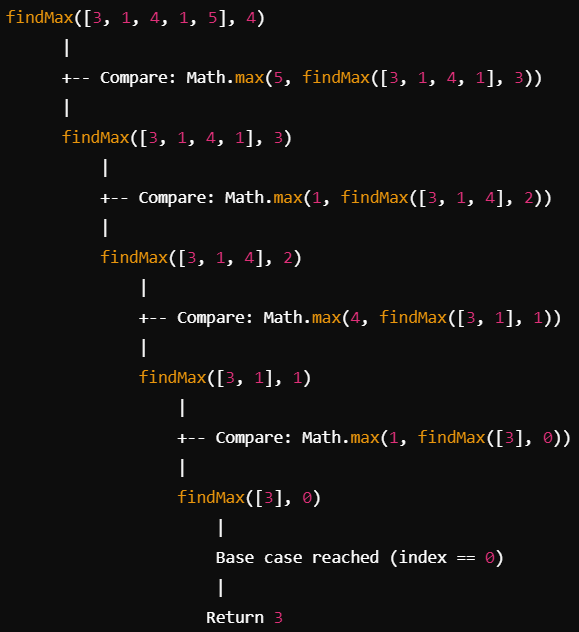 findMax([3, 1, 4, 1, 5], 4)
|
+-- Compare: Math.max(5, findMax([3, 1, 4, 1], 3))
|
findMax([3, 1, 4, 1], 3)
|
+-- Compare: Math.max(1, findMax([3, 1, 4], 2))
|
findMax([3, 1, 4], 2)
|
+-- Compare: Math.max(4, findMax([3, 1], 1))
|
findMax([3, 1], 1)
|
+-- Compare: Math.max(1, findMax([3], 0))
|
findMax([3], 0)
|
Base case reached (index == 0)
|
Return 3